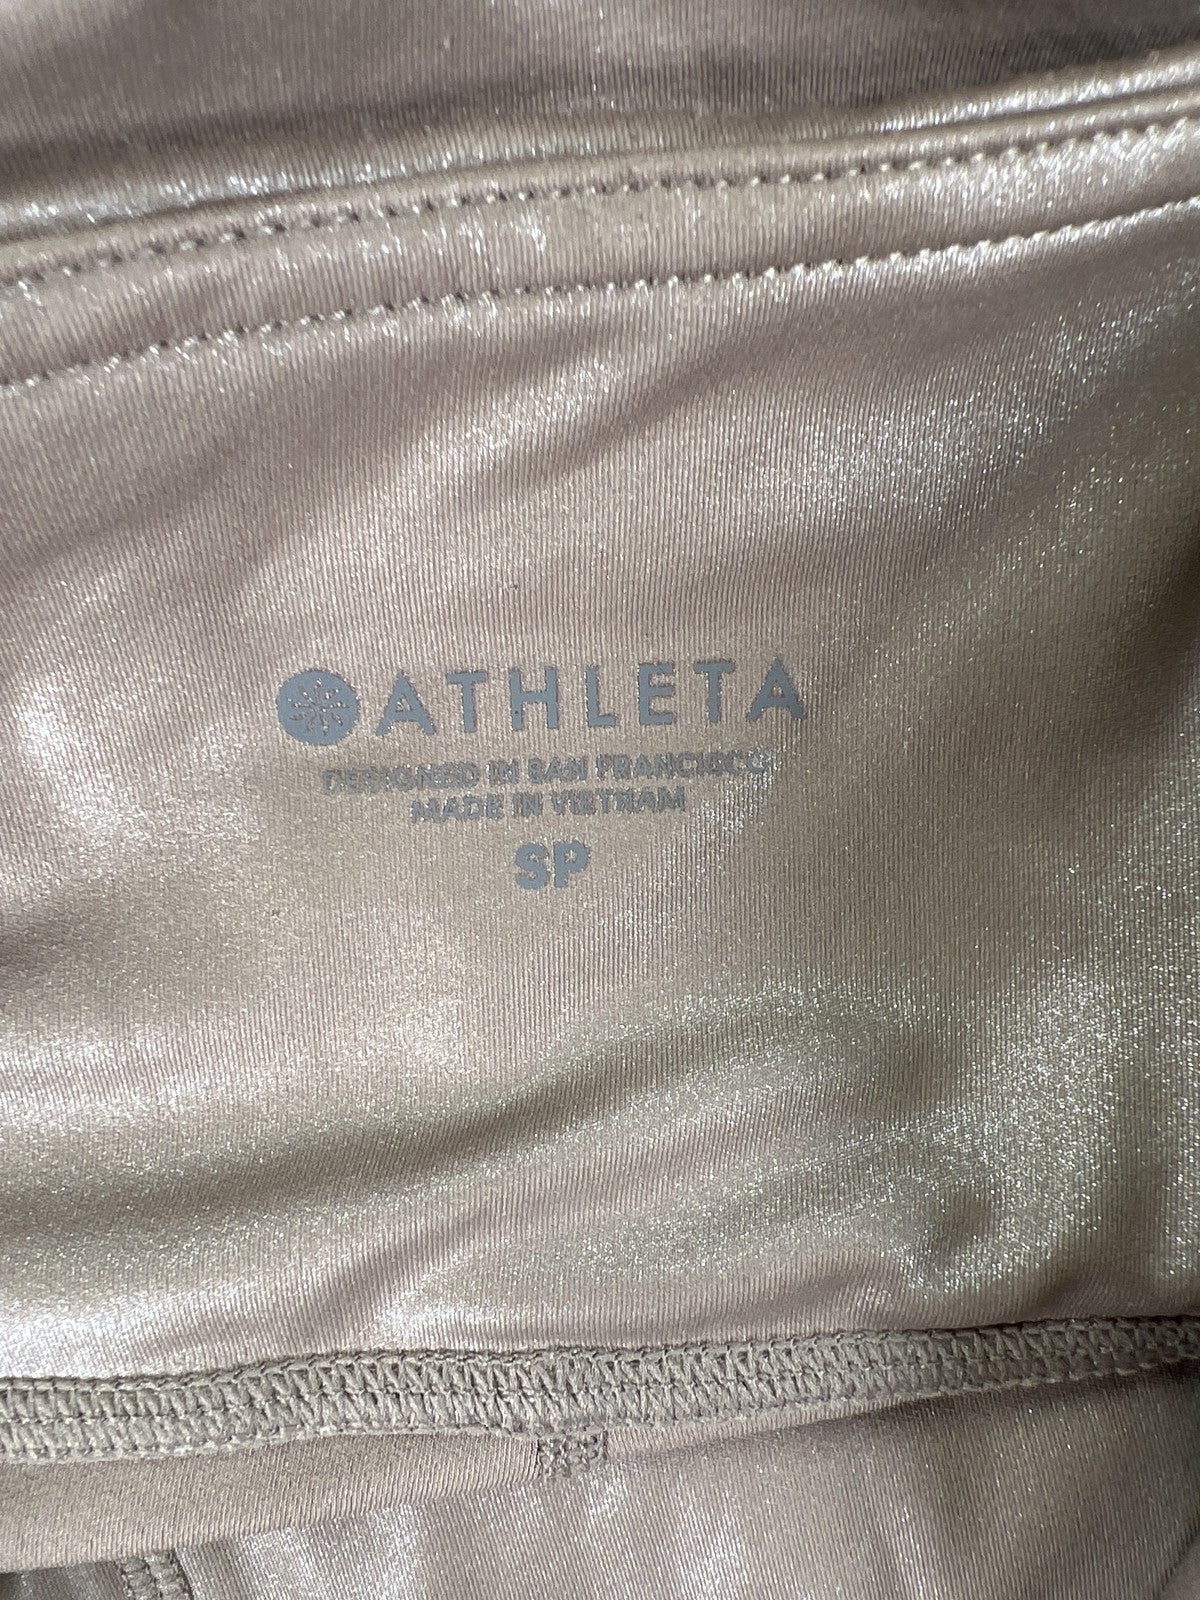 ATHLETA
DESIGNED IN SAN FRANCISCO
MADE IN VIETNAM
SP